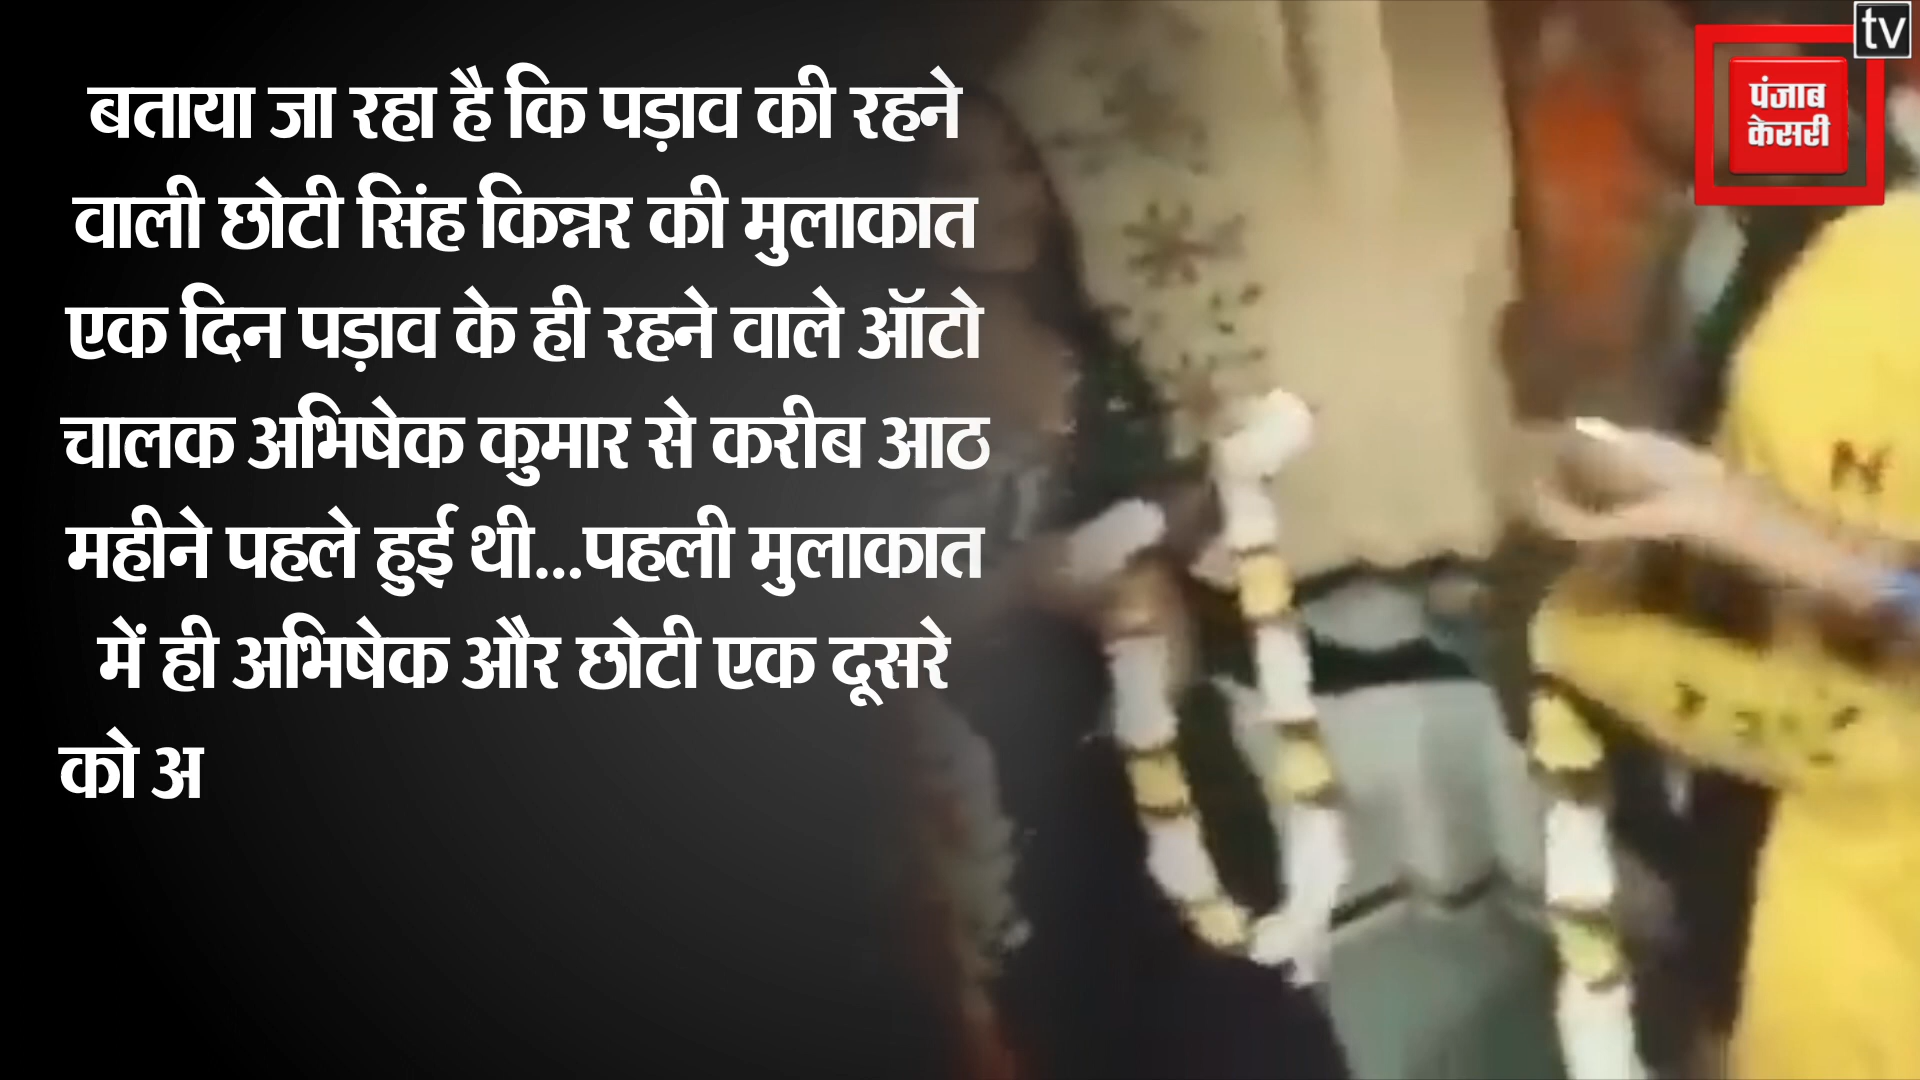 बताया जा रहा है कि पड़ाव की रहने
वाली छोटी सिंह किन्नर की मुलाकात
एक दिन पड़ाव के ही रहने वाले ऑटो
चालक अभिषेक कुमार से करीब आठ
महीने पहले हुई थी...पहली मुलाकात
में ही अभिषेक और छोटी एक दूसरे
को अ
tv
पंजाब
केसरी